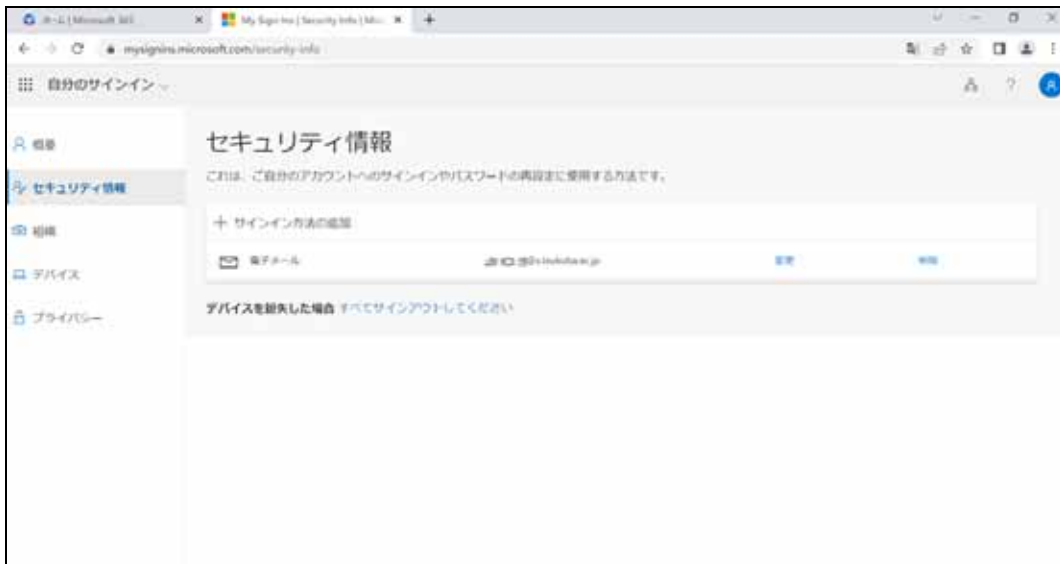 ホーム | Microsoft 365
My Sign-Ins | Security Info | Micr
mysignins.microsoft.com/security-info
自分のサインイン
概要
セキュリティ情報
組織
デバイス
プライバシー
セキュリティ情報
これは、ご自分のアカウントへのサインインやパスワードの再設定に使用する方法です。
+ サインイン方法の追加
電子メール
変更
削除
デバイスを紛失した場合 すべてサインアウトしてください